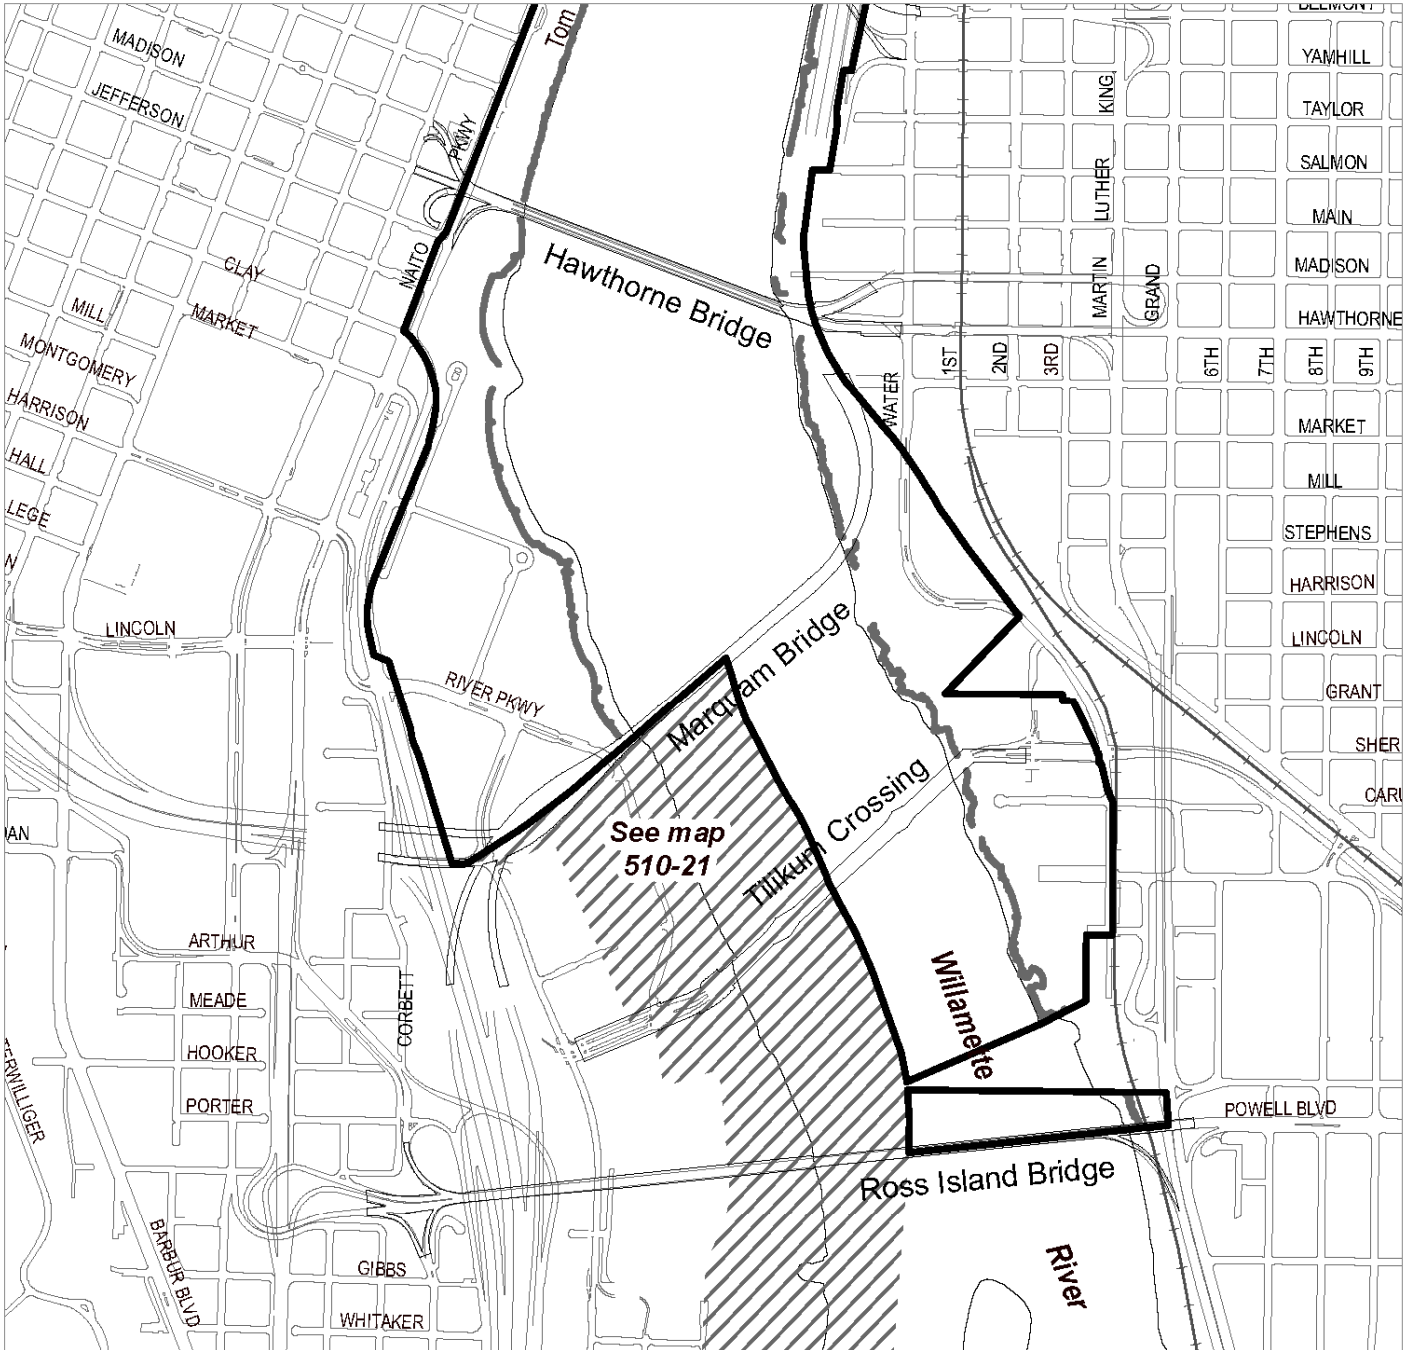 Tom
BELMONT
MADISON
YAMHILL
JEFFERSON
KING
TAYLOR
PKWY
SALMON
LUTHER
MAIN
NAITO
CLAY
Hawthorne Bridge
MADISON
MARTIN
GRAND
MILL
MARKET
HAWTHORNE
MONTGOMERY
1ST
2ND
3RD
6TH
7TH
8TH
9TH
WATER
HARRISON
MARKET
HALL
MILL
LEGE
STEPHENS
N
HARRISON
LINCOLN
Marquam Bridge
LINCOLN
RIVER PKWY
GRANT
SHER
Tilikum Crossing
CARU
AN
See map
510-21
ARTHUR
Willamette
CORBETT
MEADE
HOOKER
TERWILLIGER
PORTER
POWELL BLVD
Ross Island Bridge
BARBUR BLVD
GIBBS
River
WHITAKER